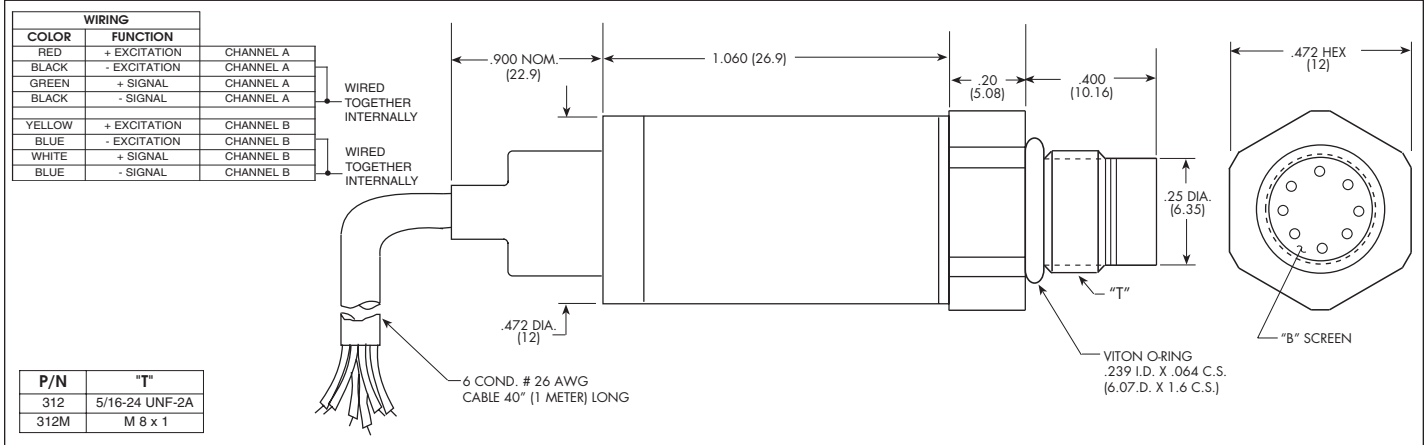 WIRING
COLOR FUNCTION
RED + EXCITATION CHANNEL A
BLACK - EXCITATION CHANNEL A
GREEN + SIGNAL CHANNEL A
BLACK - SIGNAL CHANNEL A
WIRED
TOGETHER
INTERNALLY
YELLOW + EXCITATION CHANNEL B
BLUE - EXCITATION CHANNEL B
WHITE + SIGNAL CHANNEL B
BLUE - SIGNAL CHANNEL B
WIRED
TOGETHER
INTERNALLY
.900 NOM.
(22.9)
1.060 (26.9)
.20
(5.08)
.400
(10.16)
.472 HEX
(12)
.25 DIA.
(6.35)
"T"
"B" SCREEN
.472 DIA.
(12)
VITON O-RING
.239 I.D. X .064 C.S.
(6.07.D. X 1.6 C.S.)
6 COND. # 26 AWG
CABLE 40" (1 METER) LONG
P/N "T"
312 5/16-24 UNF-2A
312M M 8 x 1